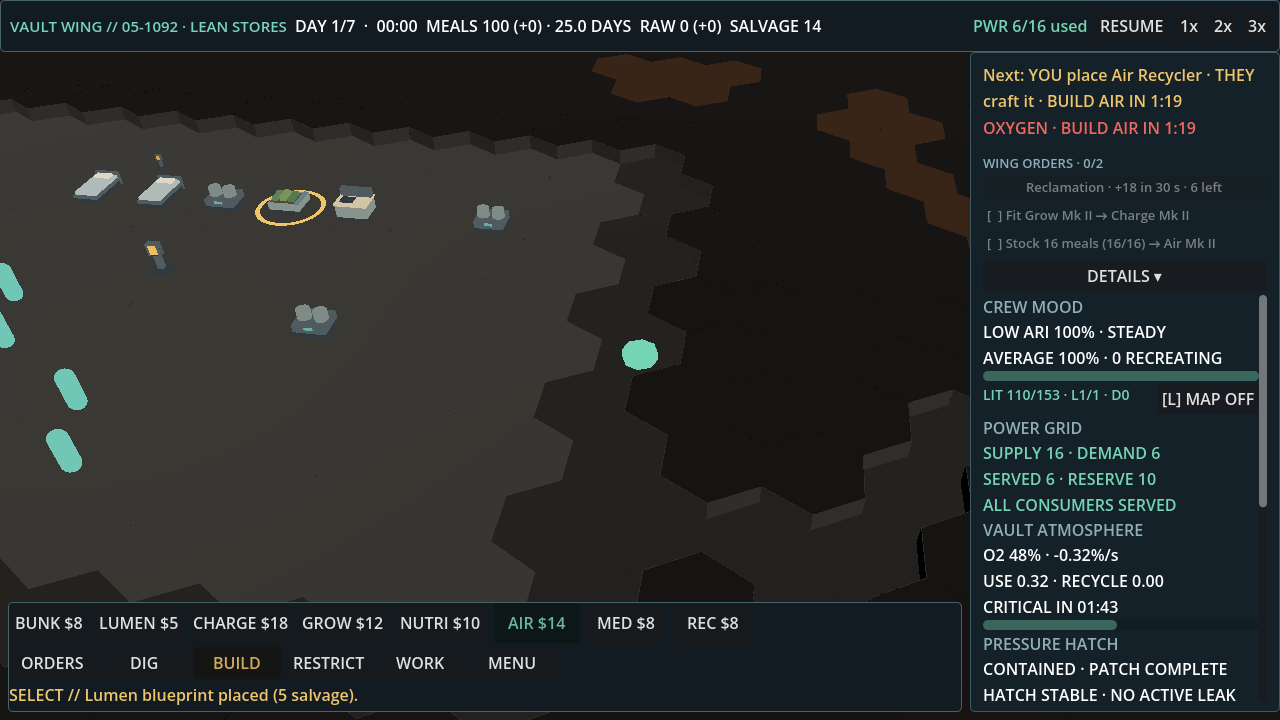 VAULT WING // 05-1092 · LEAN STORES DAY 1/7 · 00:00 MEALS 100 (+0) · 25.0 DAYS RAW 0 (+0) SALVAGE 14 PWR 6/16 used RESUME 1x 2x 3x
Next: YOU place Air Recycler · THEY
craft it · BUILD AIR IN 1:19
OXYGEN · BUILD AIR IN 1:19
WING ORDERS · 0/2
Reclamation · +18 in 30 s · 6 left
[ ] Fit Grow Mk II → Charge Mk II
[ ] Stock 16 meals (16/16) → Air Mk II
DETAILS ▾
CREW MOOD
LOW ARI 100% · STEADY
AVERAGE 100% · 0 RECREATING
LIT 110/153 · L1/1 · D0 [L] MAP OFF
POWER GRID
SUPPLY 16 · DEMAND 6
SERVED 6 · RESERVE 10
ALL CONSUMERS SERVED
VAULT ATMOSPHERE
O2 48% · -0.32%/s
USE 0.32 · RECYCLE 0.00
CRITICAL IN 01:43
PRESSURE HATCH
CONTAINED · PATCH COMPLETE
HATCH STABLE · NO ACTIVE LEAK
BUNK $8 LUMEN $5 CHARGE $18 GROW $12 NUTRI $10 AIR $14 MED $8 REC $8
ORDERS DIG BUILD RESTRICT WORK MENU
SELECT // Lumen blueprint placed (5 salvage).